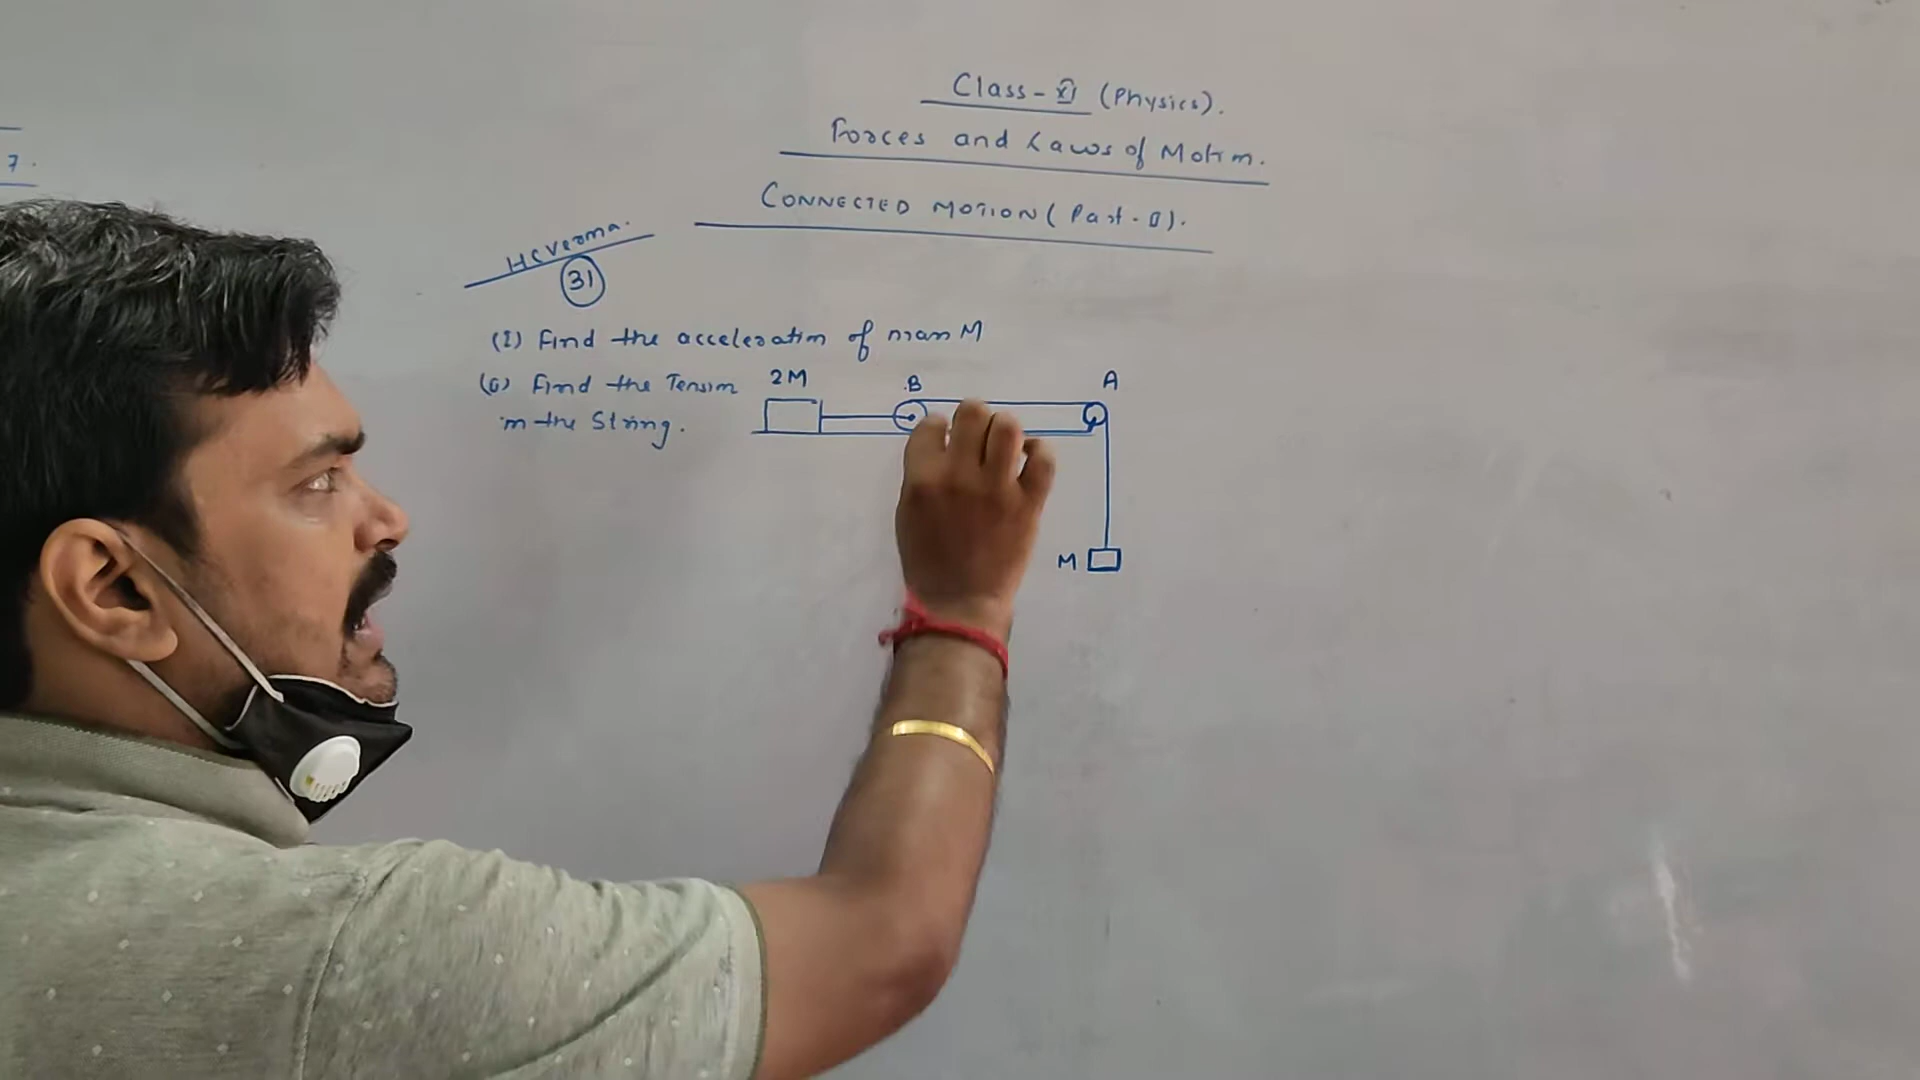 Class - XI (Physics).
Forces and Laws of Motion.
CONNECTED MOTION (Part - II).
HC Verma.
31
(I) Find the acceleration of mass M
Find the Tension
in the String.
2M
B
A
M
7.